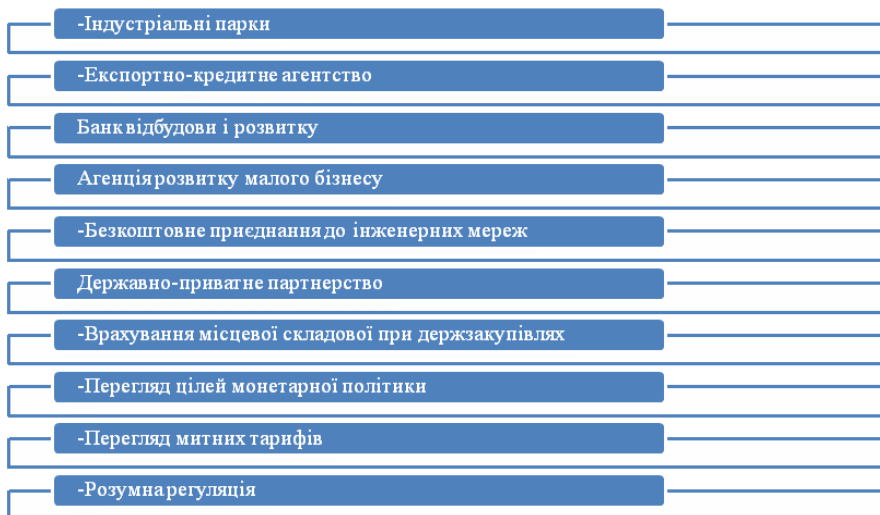 -Індустріальні парки
-Експортно-кредитне агентство
Банк відбудови і розвитку
Агенція розвитку малого бізнесу
-Безкоштовне приєднання до інженерних мереж
Державно-приватне партнерство
-Врахування місцевої складової при держзакупівлях
-Перегляд цілей монетарної політики
-Перегляд митних тарифів
-Розумна регуляція